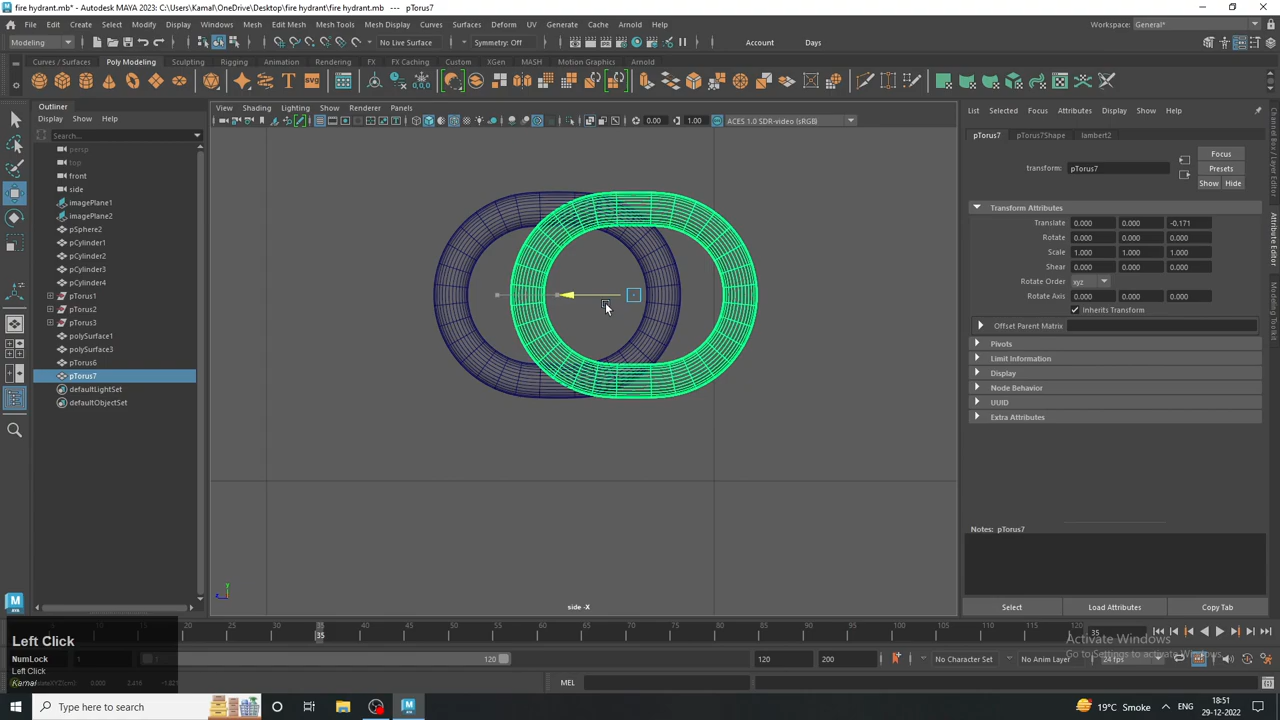 fire hydrant.mb* - Autodesk MAYA 2023: C:\Users\Kamal\OneDrive\Desktop\fire hydrant\fire hydrant.mb --- pTorus7
File Edit Create Select Modify Display Windows Mesh Edit Mesh Mesh Tools Mesh Display Curves Surfaces Deform UV Generate Cache Arnold Help
Workspace: General*
Modeling No Live Surface Symmetry: Off Account Days
Curves / Surfaces Poly Modeling Sculpting Rigging Animation Rendering FX FX Caching Custom XGen MASH Motion Graphics Arnold
Outliner
Display Show Help
Search...
persp
top
front
side
imagePlane1
imagePlane2
pSphere2
pCylinder1
pCylinder2
pCylinder3
pCylinder4
pTorus1
pTorus2
pTorus3
polySurface1
polySurface3
pTorus6
pTorus7
defaultLightSet
defaultObjectSet
View Shading Lighting Show Renderer Panels
0.00 1.00 ACES 1.0 SDR-video (sRGB)
side -X
List Selected Focus Attributes Display Show Help
pTorus7 pTorus7Shape lambert2
Focus
transform: pTorus7
Presets
Show Hide
Transform Attributes
Translate 0.000 0.000 -0.171
Rotate 0.000 0.000 0.000
Scale 1.000 1.000 1.000
Shear 0.000 0.000 0.000
Rotate Order xyz
Rotate Axis 0.000 0.000 0.000
Inherits Transform
Offset Parent Matrix
Pivots
Limit Information
Display
Node Behavior
UUID
Extra Attributes
Notes: pTorus7
Select Load Attributes Copy Tab
Channel Box / Layer Editor
Attribute Editor
Left Click
NumLock
Left Click
Kamal
35
120 120 200 No Character Set No Anim Layer 24 fps
MEL
Activate Windows
Go to Settings to activate Windows.
Type here to search
19°C Smoke ENG 18:51
29-12-2022